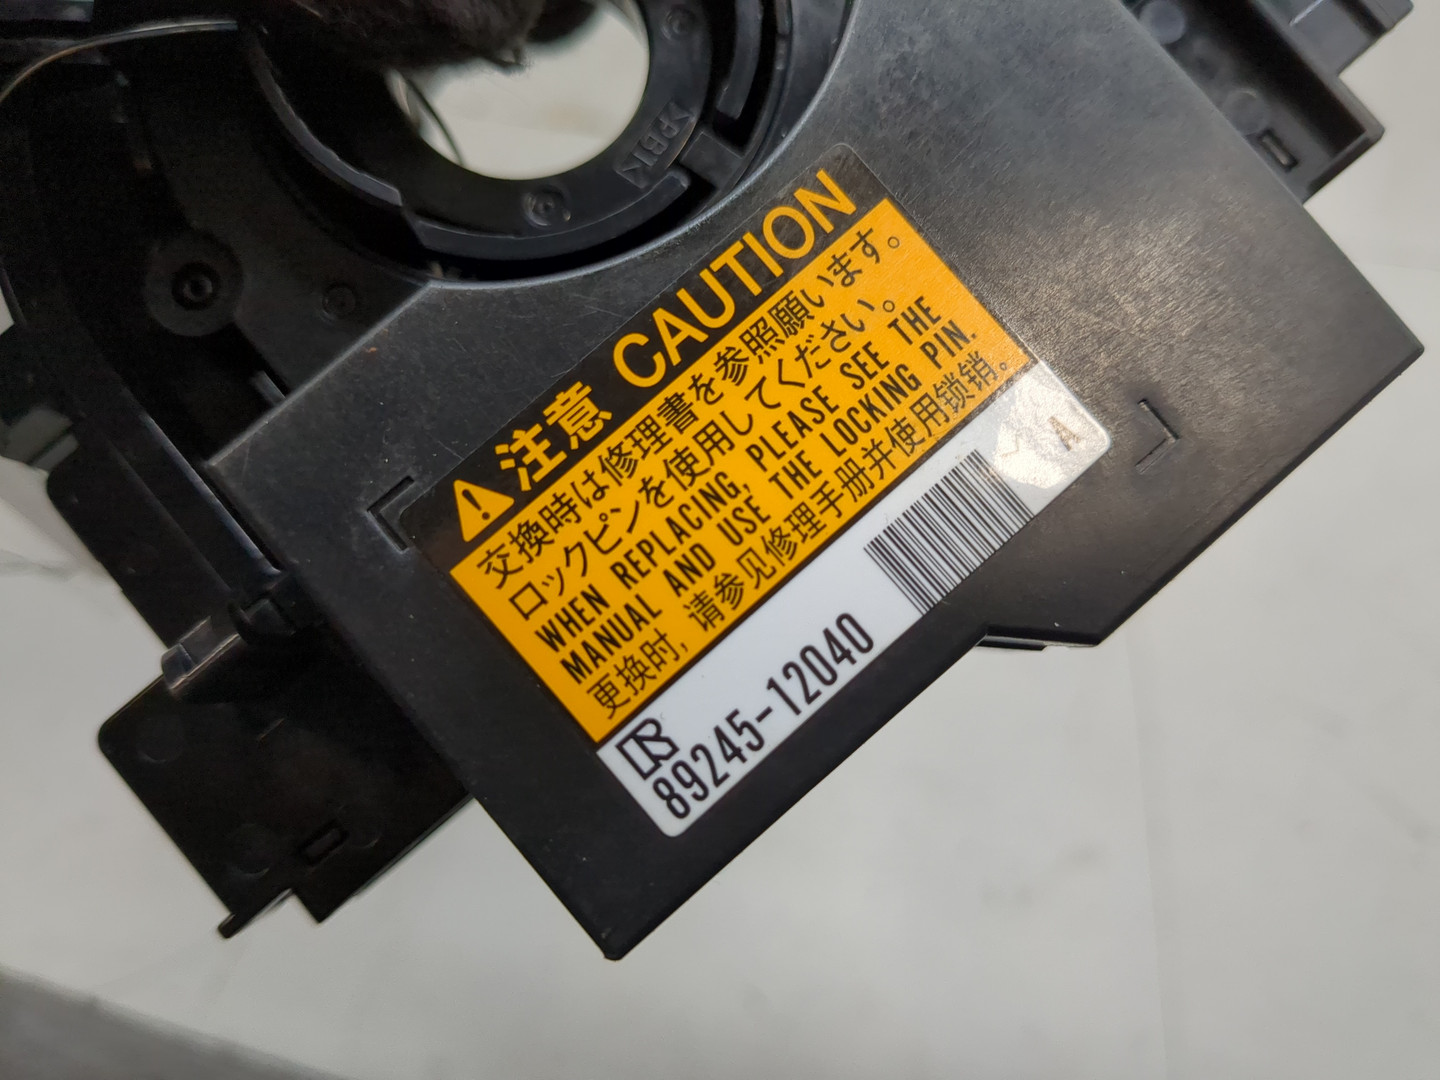 >PBT<
注意 CAUTION
交換時は修理書を参照願います。
ロックピンを使用してください。
WHEN REPLACING, PLEASE SEE THE
MANUAL AND USE THE LOCKING PIN.
更换时, 请参见修理手册并使用锁销。
A
89245-12040